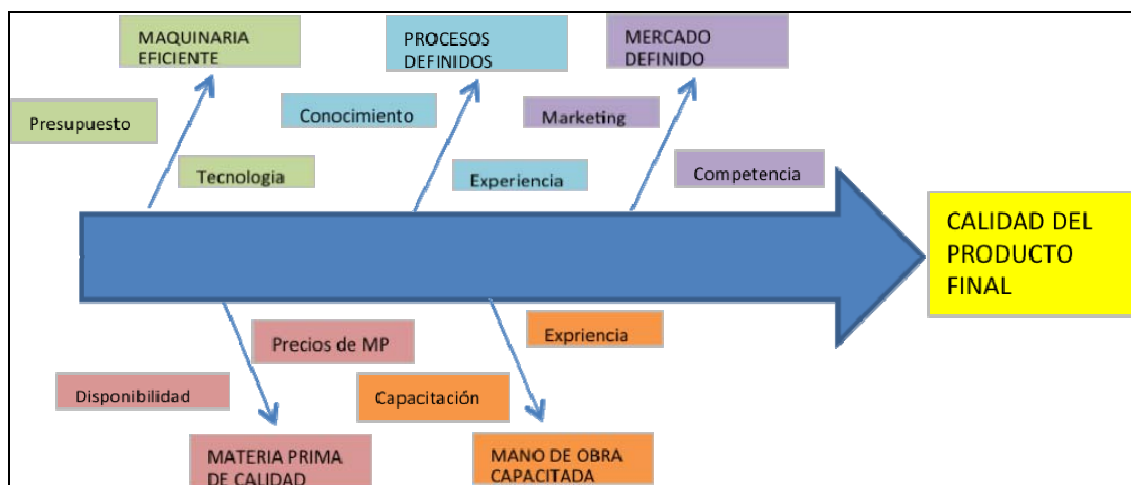 MAQUINARIA
EFICIENTE
PROCESOS
DEFINIDOS
MERCADO
DEFINIDO
Presupuesto
Conocimiento
Marketing
Tecnologia
Experiencia
Competencia
CALIDAD DEL
PRODUCTO
FINAL
Precios de MP
Expriencia
Disponibilidad
Capacitación
MATERIA PRIMA
DE CALIDAD
MANO DE OBRA
CAPACITADA